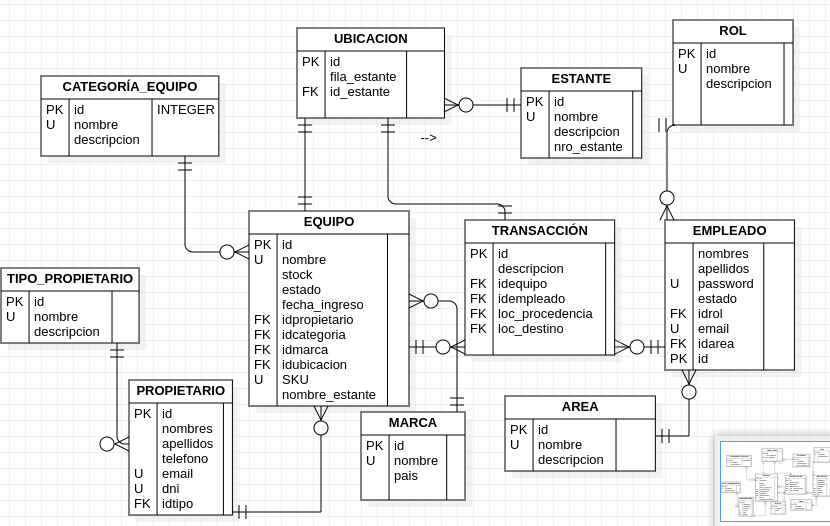 UBICACION
PK id
fila_estante
FK id_estante
ROL
PK id
U nombre
descripcion
CATEGORÍA_EQUIPO
PK id INTEGER
U nombre
descripcion
ESTANTE
PK id
U nombre
descripcion
nro_estante
-->
EQUIPO
PK id
U nombre
stock
estado
fecha_ingreso
FK idpropietario
FK idcategoria
FK idmarca
FK idubicacion
U SKU
nombre_estante
TRANSACCIÓN
PK id
descripcion
FK idequipo
FK idempleado
FK loc_procedencia
FK loc_destino
EMPLEADO
nombres
apellidos
U password
estado
FK idrol
U email
FK idarea
PK id
TIPO_PROPIETARIO
PK id
U nombre
descripcion
PROPIETARIO
PK id
nombres
apellidos
telefono
U email
U dni
FK idtipo
MARCA
PK id
U nombre
pais
AREA
PK id
U nombre
descripcion